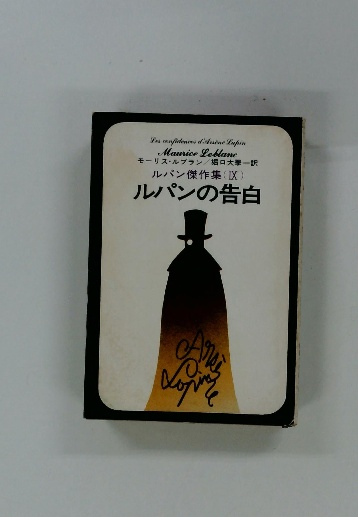 Les confidences d'Arsène Lupin
Maurice Leblanc
モーリス・ルブラン/堀口大學一訳
ルパン傑作集(Ⅸ)
ルパンの告白
Arsène
Lupin